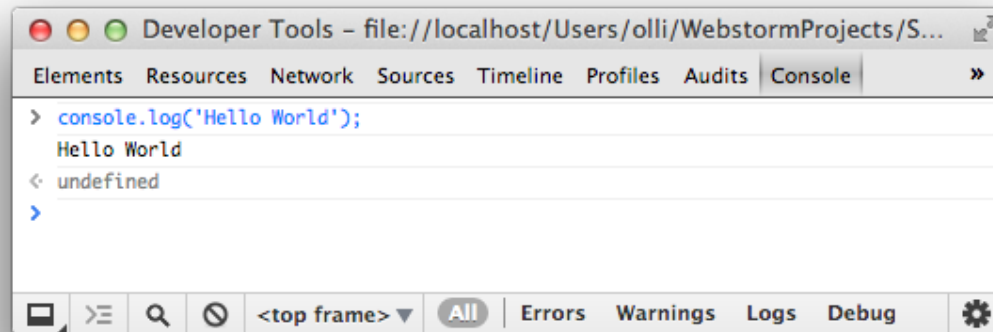 Developer Tools – file://localhost/Users/olli/WebstormProjects/S...
Elements Resources Network Sources Timeline Profiles Audits Console »
> console.log('Hello World');
Hello World
undefined
>
<top frame> ▼ All Errors Warnings Logs Debug